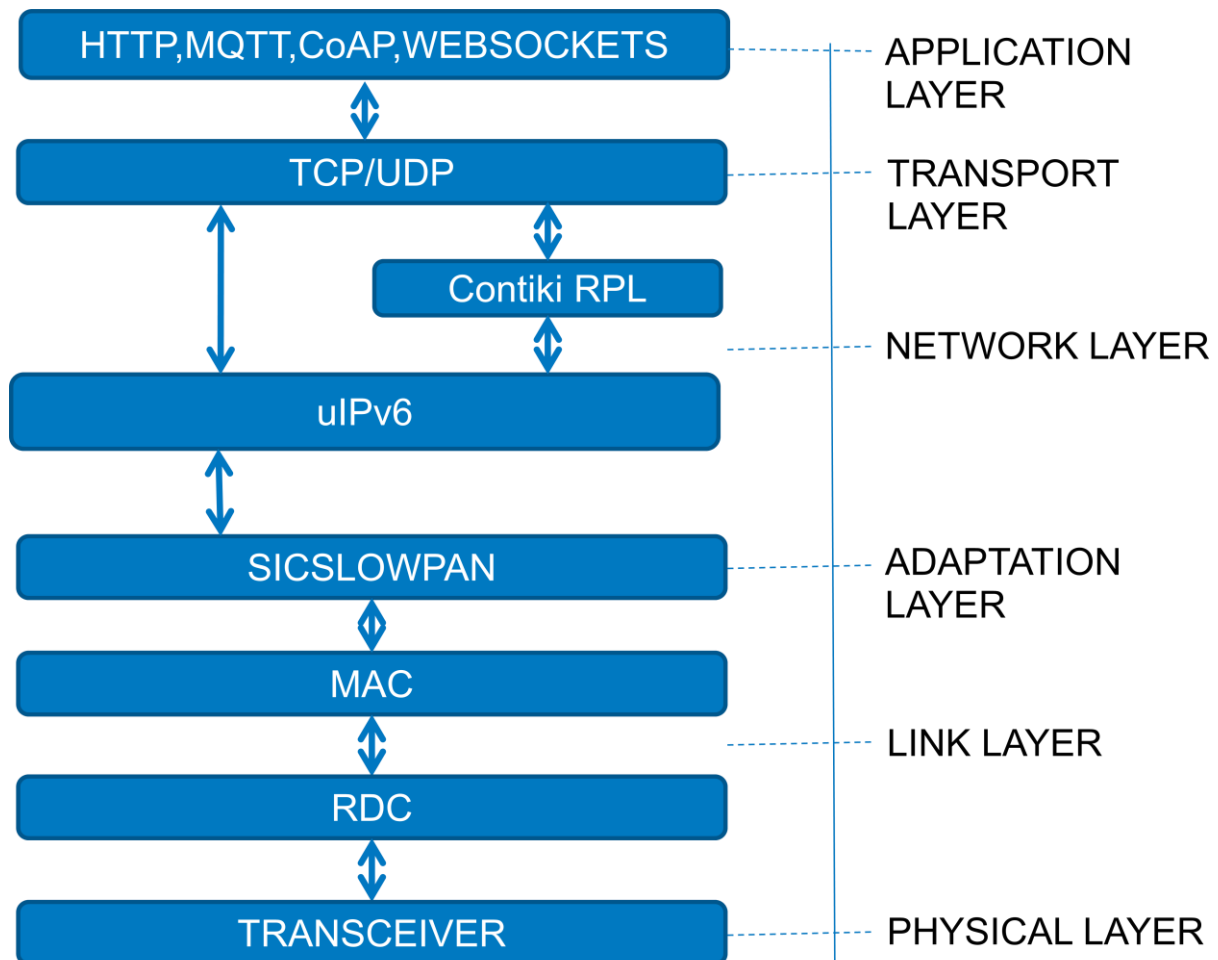 HTTP,MQTT,CoAP,WEBSOCKETS
APPLICATION
LAYER
TCP/UDP
TRANSPORT
LAYER
Contiki RPL
NETWORK LAYER
uIPv6
SICSLOWPAN
ADAPTATION
LAYER
MAC
LINK LAYER
RDC
TRANSCEIVER
PHYSICAL LAYER